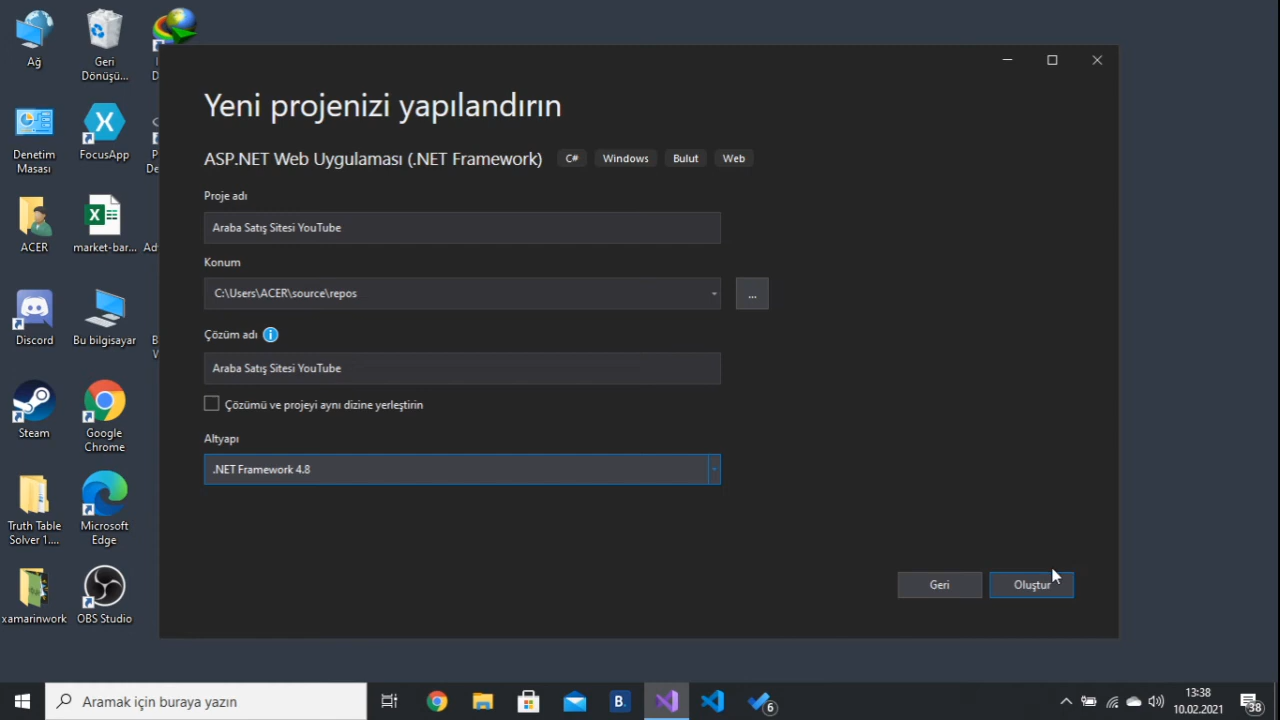 Ağ
Geri
Dönüşü...
Denetim
Masası
FocusApp
ACER
market-bar...
Discord
Bu bilgisayar
Steam
Google
Chrome
Truth Table
Solver 1....
Microsoft
Edge
xamarinwork
OBS Studio
Yeni projenizi yapılandırın
ASP.NET Web Uygulaması (.NET Framework)
C#
Windows
Bulut
Web
Proje adı
Araba Satış Sitesi YouTube
Konum
C:\Users\ACER\source\repos
...
Çözüm adı
Araba Satış Sitesi YouTube
Çözümü ve projeyi aynı dizine yerleştirin
Altyapı
.NET Framework 4.8
Geri
Oluştur
Aramak için buraya yazın
B.
6
13:38
10.02.2021
38